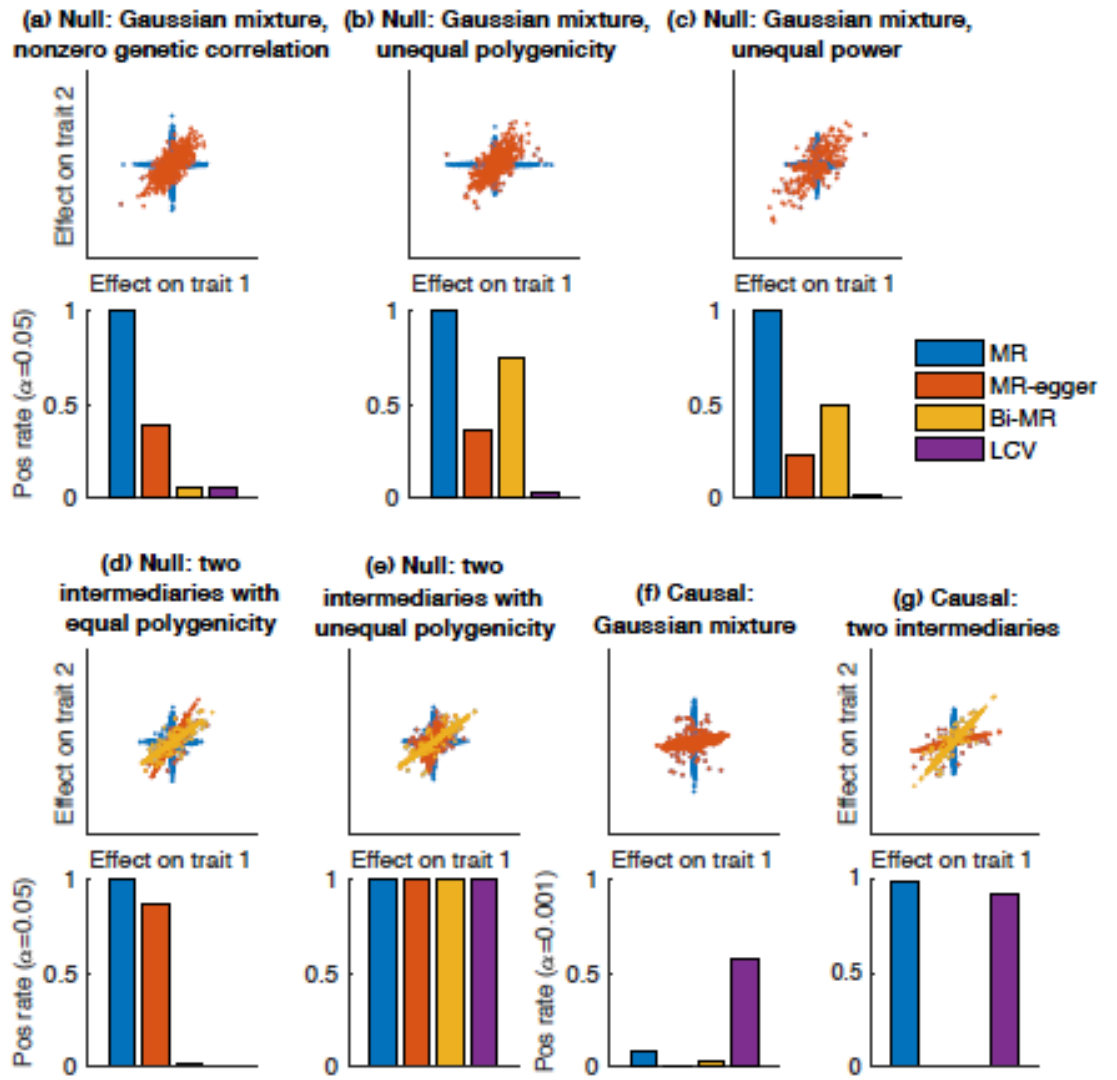 (a) Null: Gaussian mixture,
nonzero genetic correlation
(b) Null: Gaussian mixture,
unequal polygenicity
(c) Null: Gaussian mixture,
unequal power
Effect on trait 2
Effect on trait 1
Effect on trait 1
Effect on trait 1
Pos rate (α=0.05)
1
0.5
0
1
0.5
0
1
0.5
0
MR
MR-egger
Bi-MR
LCV
(d) Null: two
intermediaries with
equal polygenicity
(e) Null: two
intermediaries with
unequal polygenicity
(f) Causal:
Gaussian mixture
(g) Causal:
two intermediaries
Effect on trait 2
Effect on trait 2
Effect on trait 1
Effect on trait 1
Effect on trait 1
Effect on trait 1
Pos rate (α=0.05)
1
0.5
0
1
0.5
0
Pos rate (α=0.001)
1
0.5
0
1
0.5
0